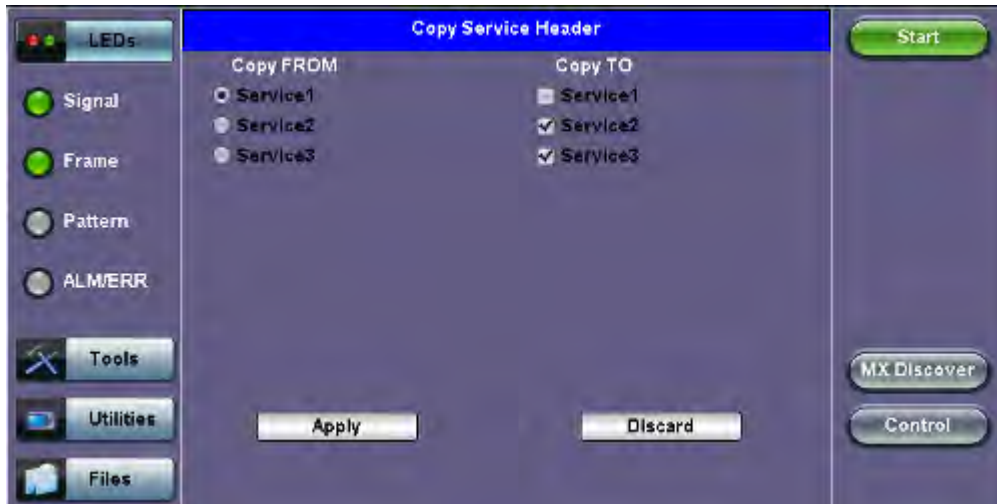 LEDs
Signal
Frame
Pattern
ALM/ERR
Tools
Utilities
Files
Copy Service Header
Copy FROM
Service1
Service2
Service3
Copy TO
Service1
Service2
Service3
Apply
Discard
Start
MX Discover
Control